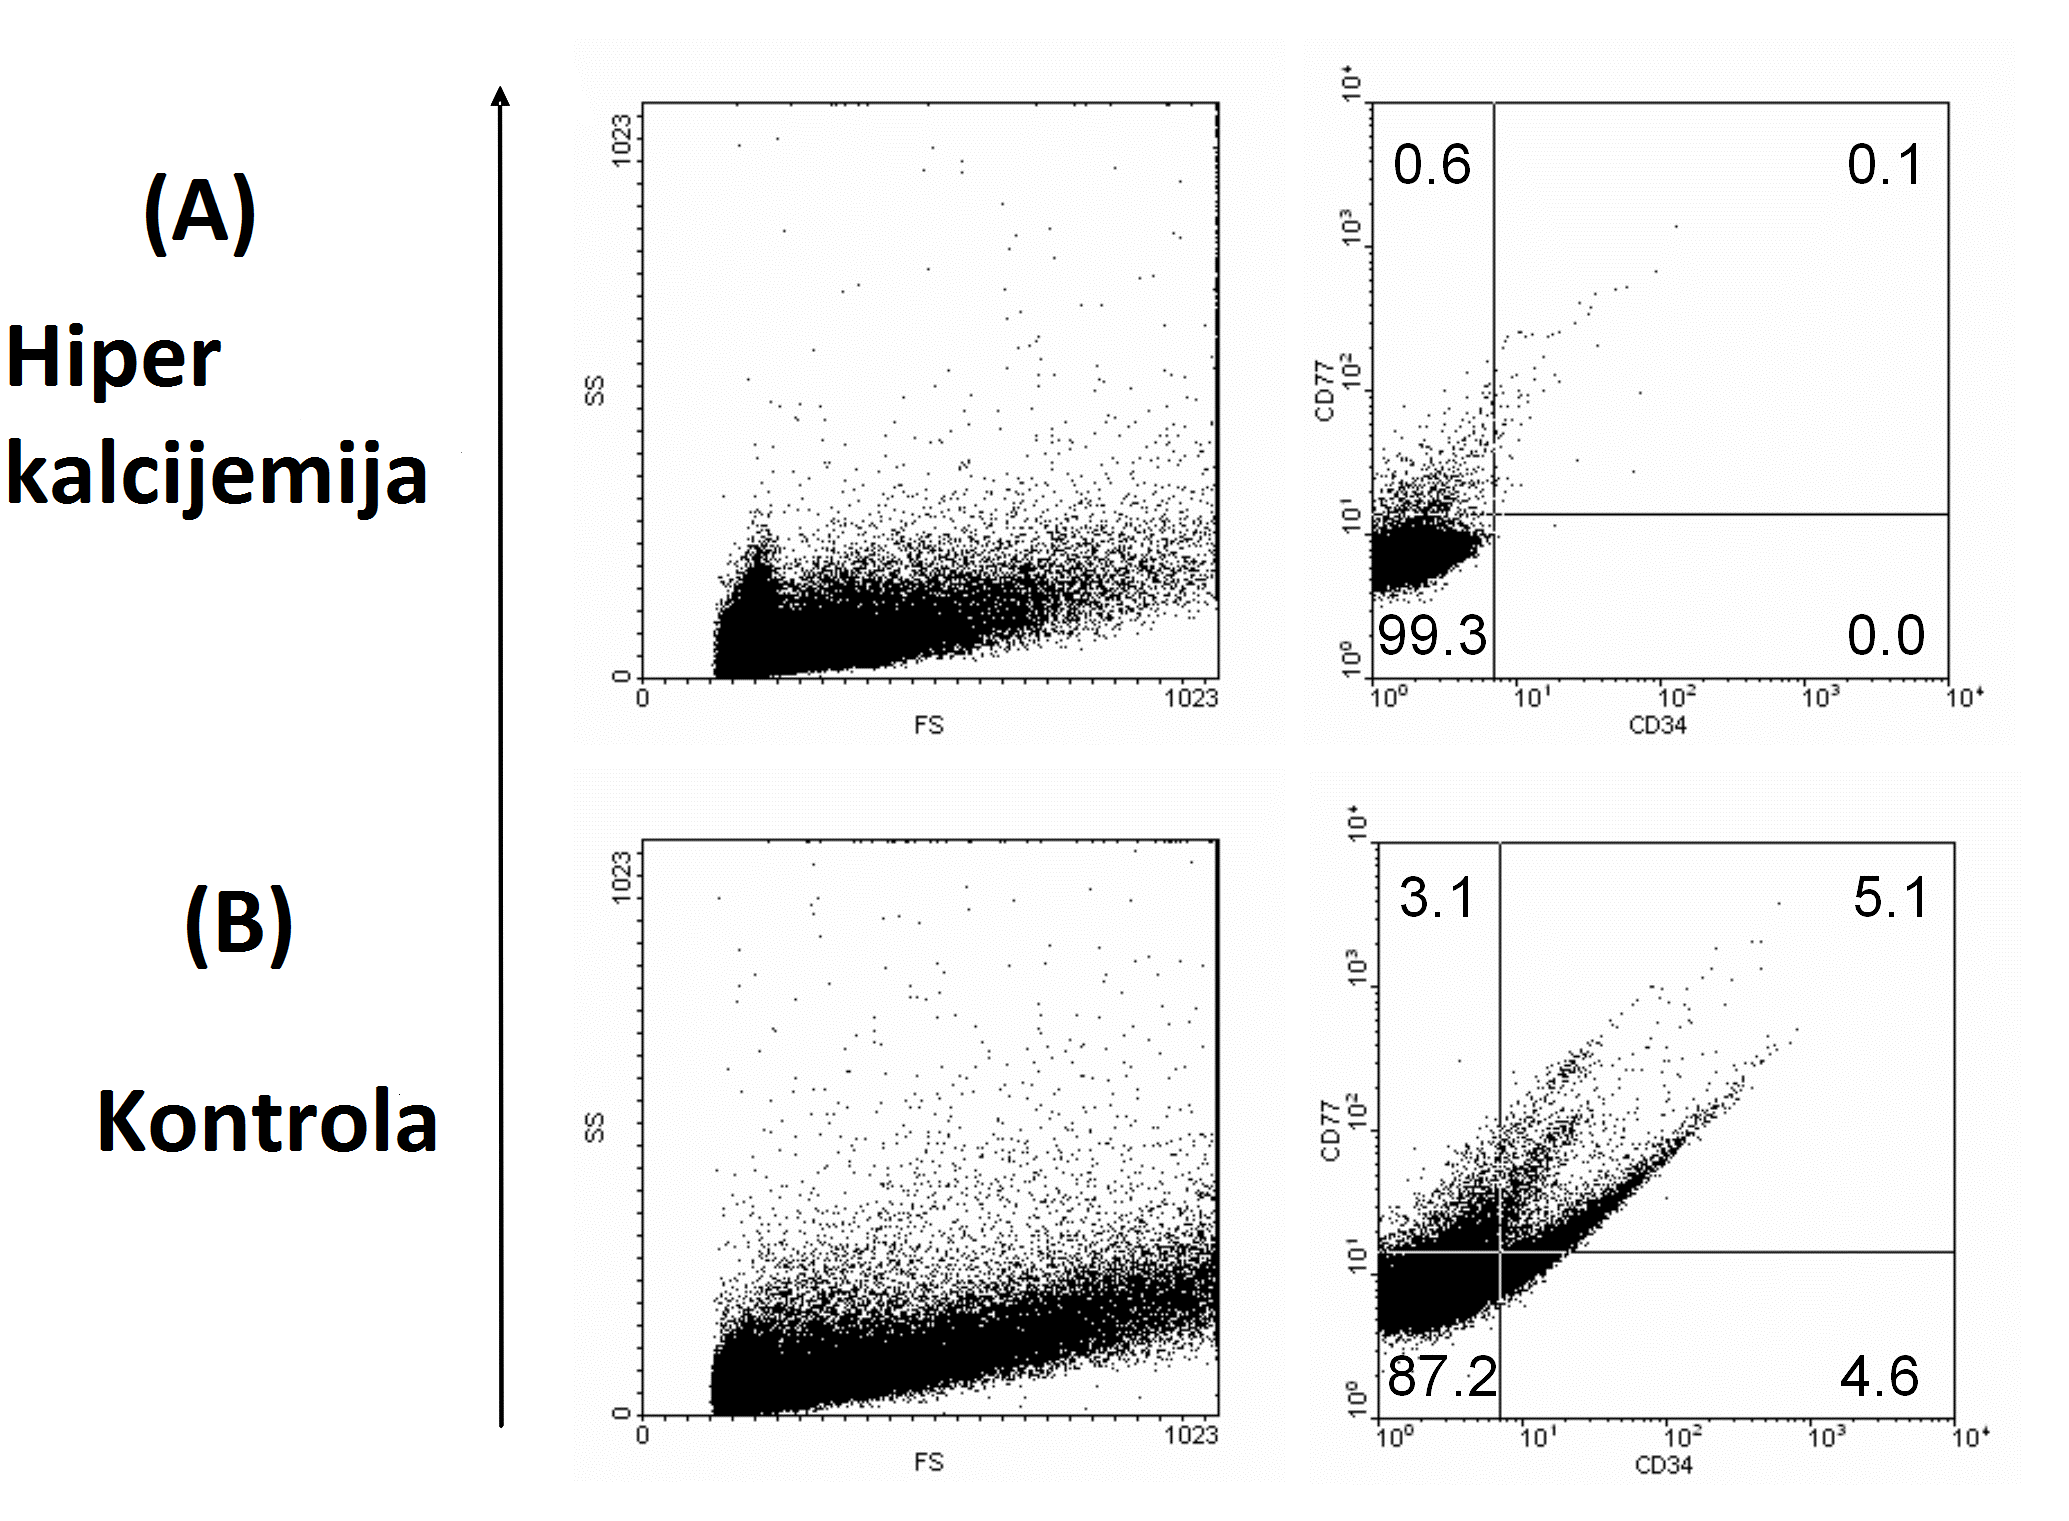 (A)
Hiper
kalcijemija
1023
SS
0
0 1023
FS
10⁴
10³
10²
10¹
10⁰
CD77
0.6 0.1
99.3 0.0
10⁰ 10¹ 10² 10³ 10⁴
CD34
(B)
Kontrola
1023
SS
0
0 1023
FS
10⁴
10³
10²
10¹
10⁰
CD77
3.1 5.1
87.2 4.6
10⁰ 10¹ 10² 10³ 10⁴
CD34